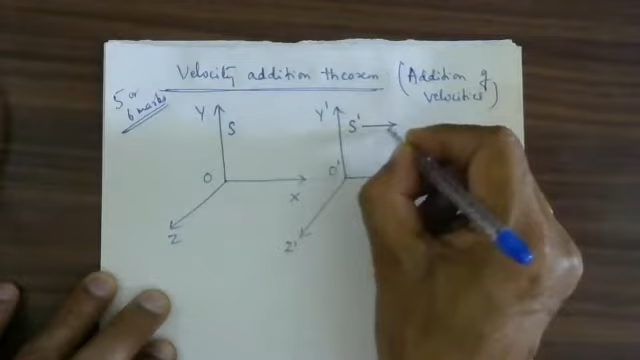 Velocity addition theorem (Addition of
velocities)
5 or
6 marks
Y
S
O
X
Z
Y'
S'
O'
Z'